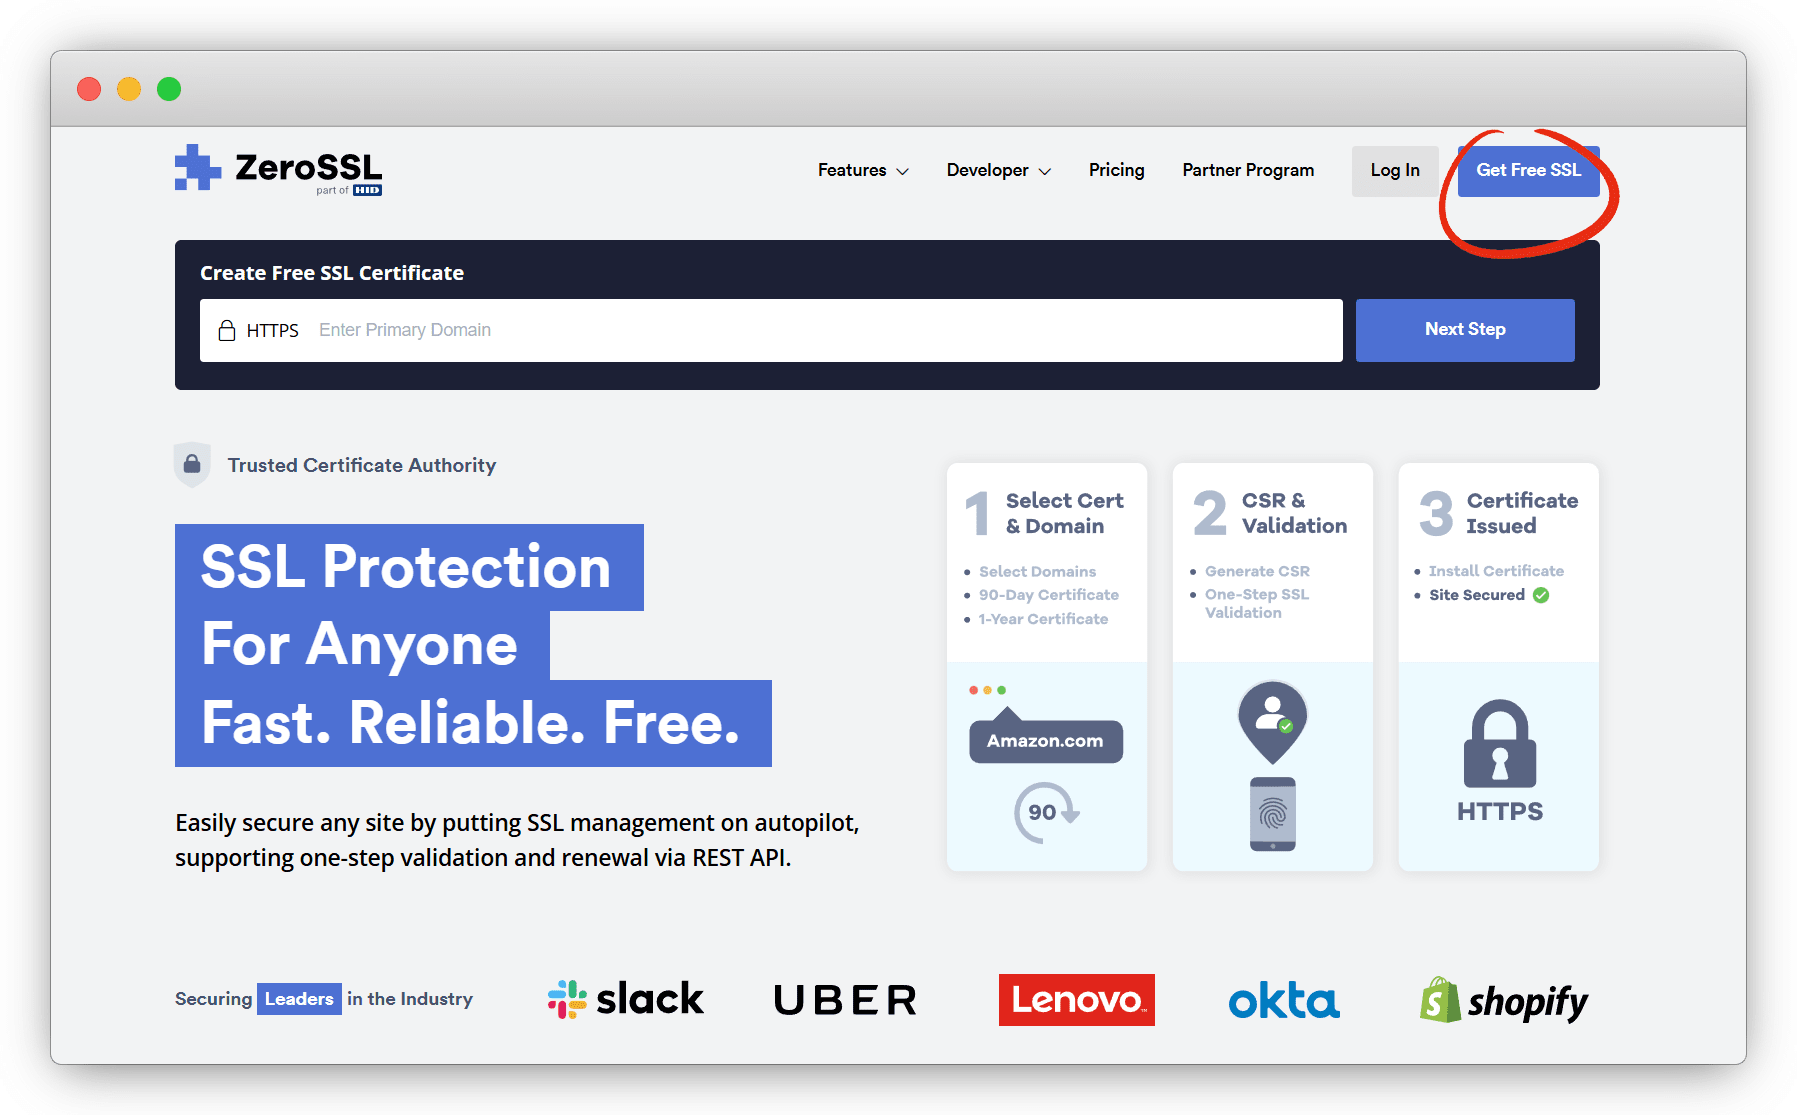 ZeroSSL
part of HID
Features
Developer
Pricing
Partner Program
Log In
Get Free SSL
Create Free SSL Certificate
HTTPS
Enter Primary Domain
Next Step
Trusted Certificate Authority
SSL Protection
For Anyone
Fast. Reliable. Free.
Easily secure any site by putting SSL management on autopilot,
supporting one-step validation and renewal via REST API.
1
Select Cert
& Domain
Select Domains
90-Day Certificate
1-Year Certificate
Amazon.com
90
2
CSR &
Validation
Generate CSR
One-Step SSL
Validation
3
Certificate
Issued
Install Certificate
Site Secured
HTTPS
Securing Leaders in the Industry
slack
UBER
Lenovo™
okta
shopify